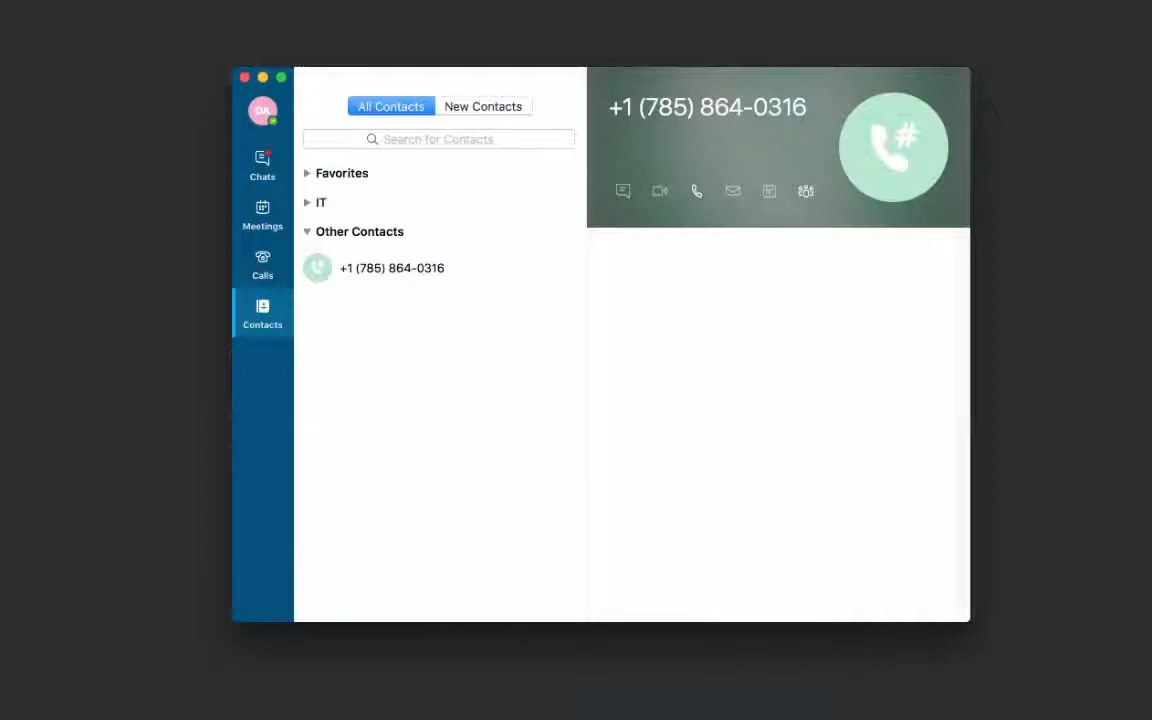 OA
Chats
Meetings
Calls
Contacts
All Contacts
New Contacts
Search for Contacts
Favorites
IT
Other Contacts
+1 (785) 864-0316
+1 (785) 864-0316
#